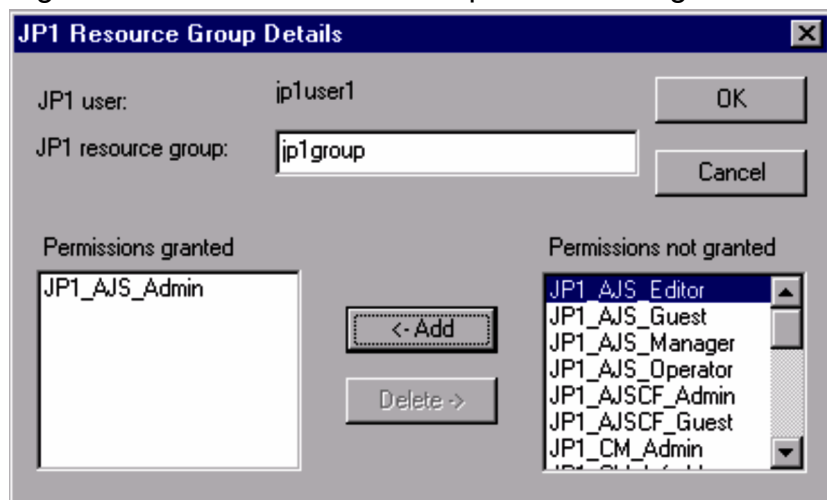 JP1 Resource Group Details
JP1 user: jp1user1
OK
JP1 resource group: jp1group
Cancel
Permissions granted
Permissions not granted
JP1_AJS_Admin
<- Add
Delete ->
JP1_AJS_Editor
JP1_AJS_Guest
JP1_AJS_Manager
JP1_AJS_Operator
JP1_AJSCF_Admin
JP1_AJSCF_Guest
JP1_CM_Admin